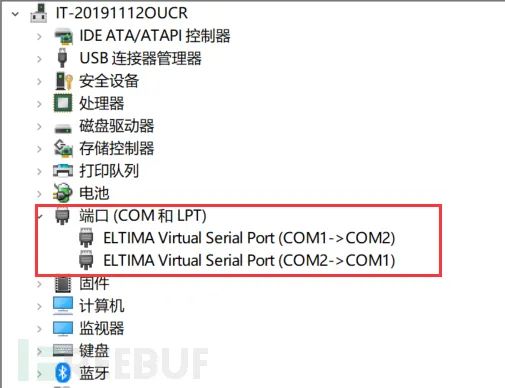 IT-20191112OUCR
IDE ATA/ATAPI 控制器
USB 连接器管理器
安全设备
处理器
磁盘驱动器
存储控制器
打印队列
电池
端口 (COM 和 LPT)
ELTIMA Virtual Serial Port (COM1->COM2)
ELTIMA Virtual Serial Port (COM2->COM1)
固件
计算机
监视器
键盘
蓝牙